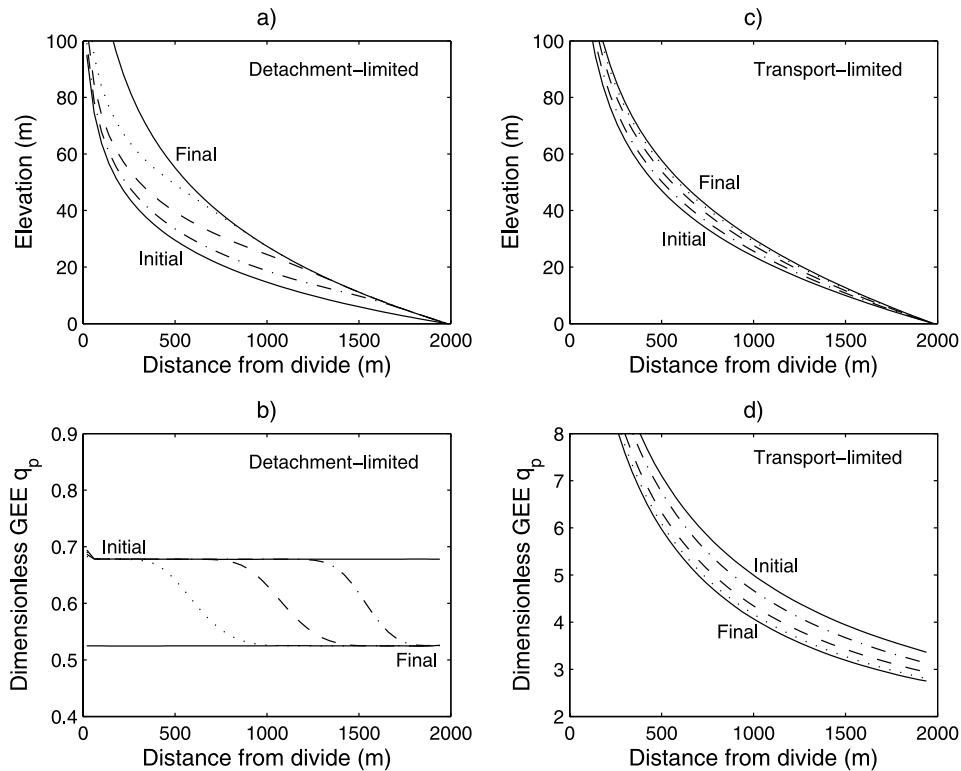 a)
100
80
60
40
20
0
Elevation (m)
Detachment-limited
Final
Initial
0
500
1000
1500
2000
Distance from divide (m)
c)
100
80
60
40
20
0
Elevation (m)
Transport-limited
Final
Initial
0
500
1000
1500
2000
Distance from divide (m)
b)
0.9
0.8
0.7
0.6
0.5
0.4
Dimensionless GEE q_p
Detachment-limited
Initial
Final
0
500
1000
1500
2000
Distance from divide (m)
d)
8
7
6
5
4
3
2
Dimensionless GEE q_p
Transport-limited
Initial
Final
0
500
1000
1500
2000
Distance from divide (m)